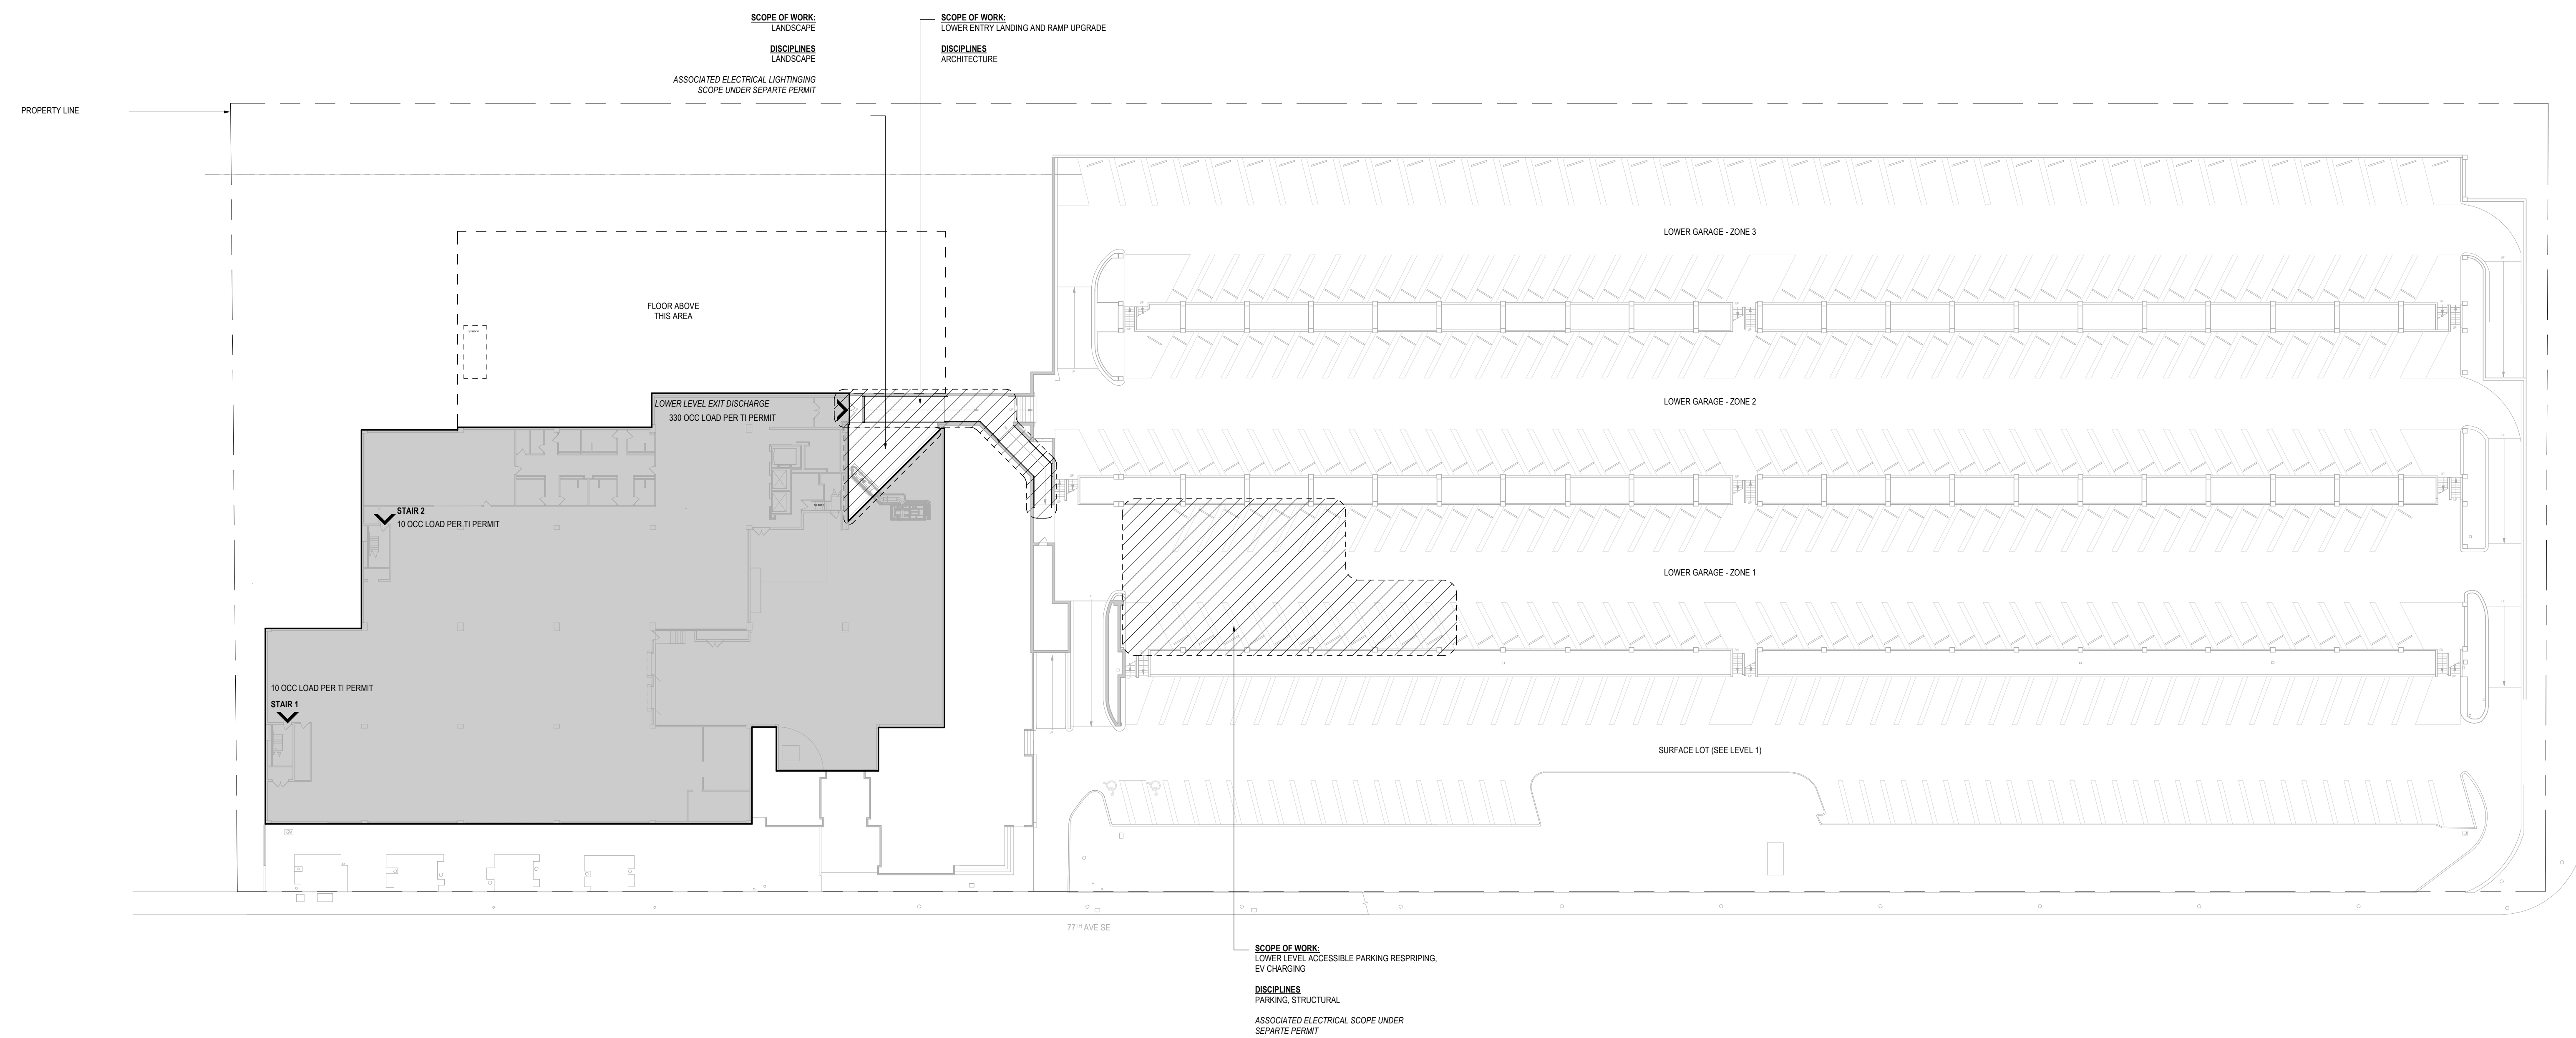 SCOPE OF WORK:
LANDSCAPE
DISCIPLINES
LANDSCAPE
ASSOCIATED ELECTRICAL LIGHTINGING
SCOPE UNDER SEPARTE PERMIT
SCOPE OF WORK:
LOWER ENTRY LANDING AND RAMP UPGRADE
DISCIPLINES
ARCHITECTURE
PROPERTY LINE
LOWER GARAGE - ZONE 3
FLOOR ABOVE
THIS AREA
LOWER LEVEL EXIT DISCHARGE
330 OCC LOAD PER TI PERMIT
LOWER GARAGE - ZONE 2
STAIR 2
10 OCC LOAD PER TI PERMIT
LOWER GARAGE - ZONE 1
10 OCC LOAD PER TI PERMIT
STAIR 1
SURFACE LOT (SEE LEVEL 1)
77TH AVE SE
SCOPE OF WORK:
LOWER LEVEL ACCESSIBLE PARKING RESPRIPING,
EV CHARGING
DISCIPLINES
PARKING, STRUCTURAL
ASSOCIATED ELECTRICAL SCOPE UNDER
SEPARTE PERMIT